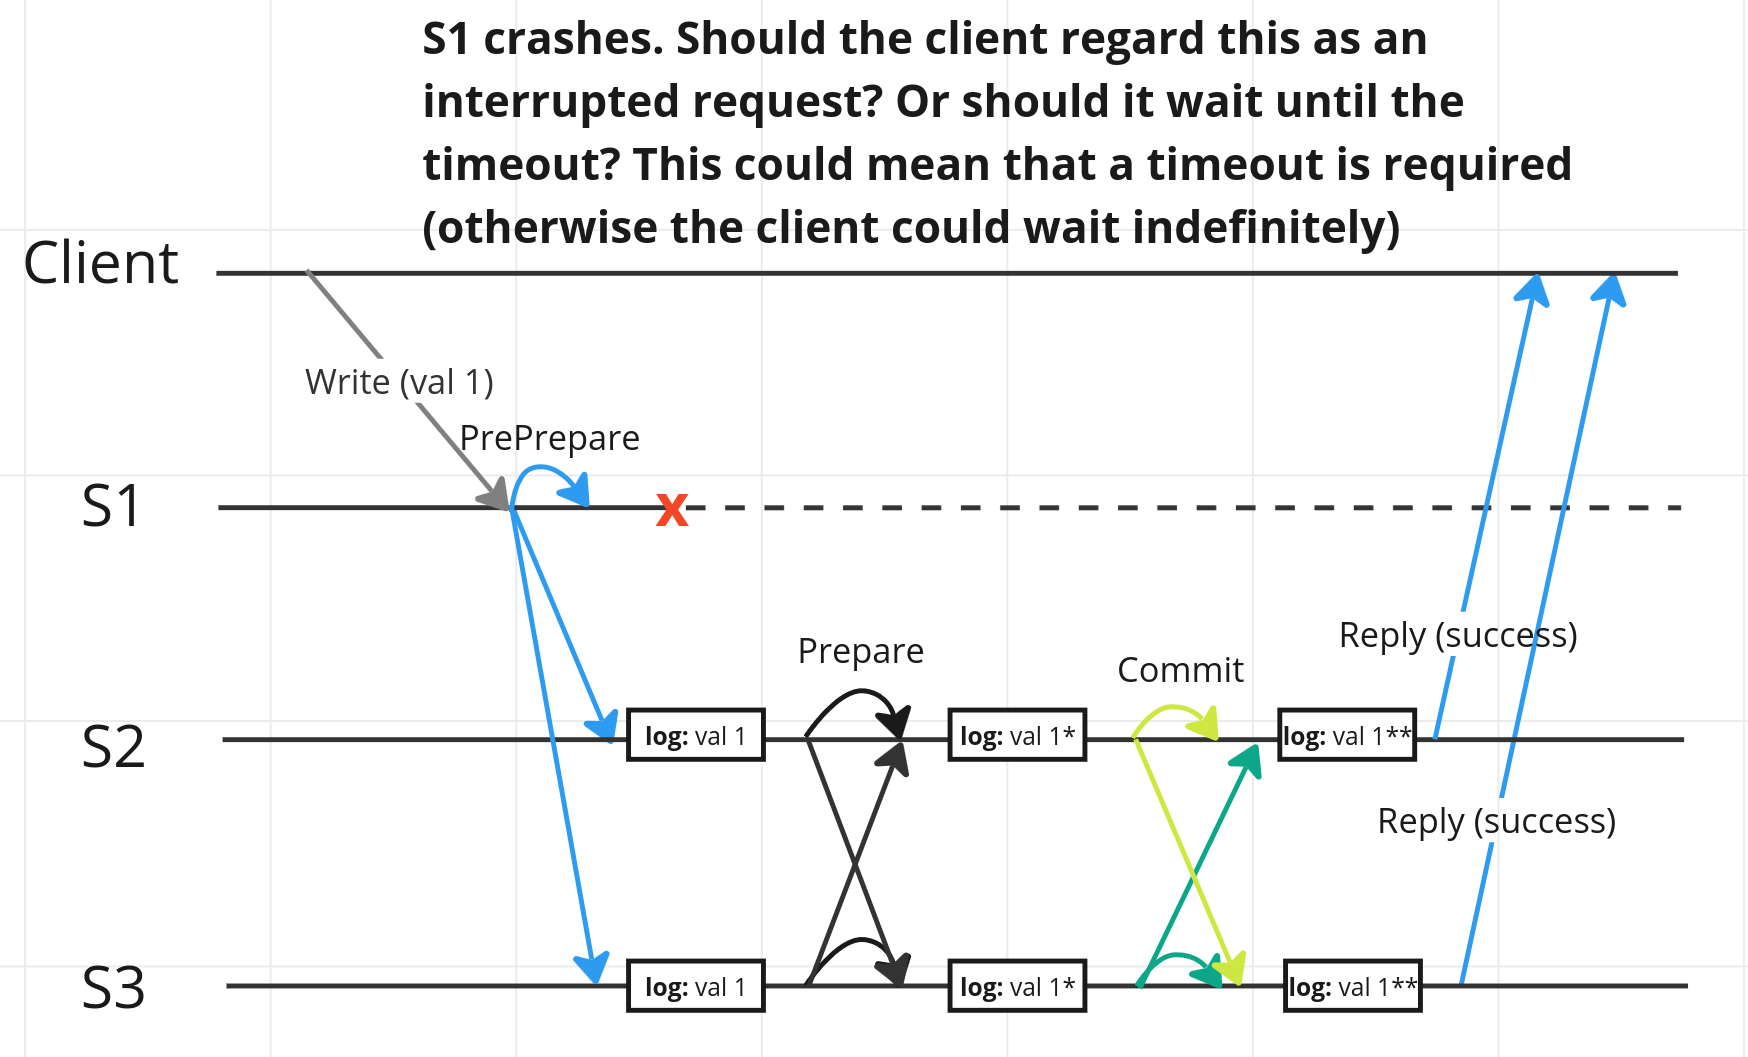 S1 crashes. Should the client regard this as an
interrupted request? Or should it wait until the
timeout? This could mean that a timeout is required
(otherwise the client could wait indefinitely)
Client
Write (val 1)
PrePrepare
S1
x
Reply (success)
Prepare
Commit
S2
log: val 1
log: val 1*
log: val 1**
Reply (success)
S3
log: val 1
log: val 1*
log: val 1**